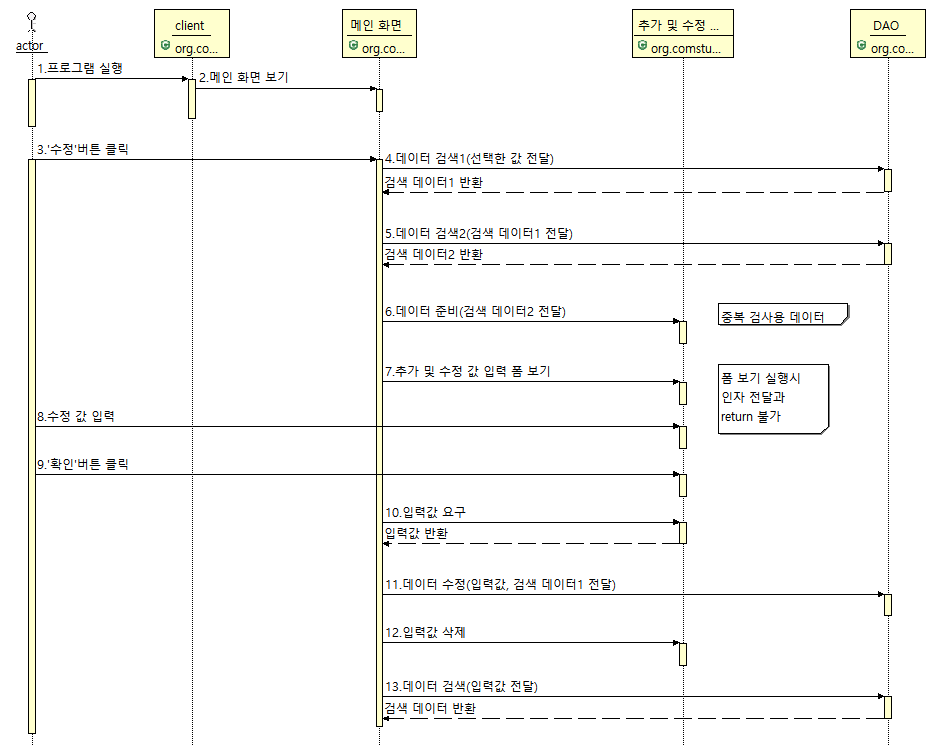 actor
client
org.co...
메인 화면
org.co...
추가 및 수정 ...
org.comstu...
DAO
org.co...
1.프로그램 실행
2.메인 화면 보기
3.'수정'버튼 클릭
4.데이터 검색1(선택한 값 전달)
검색 데이터1 반환
5.데이터 검색2(검색 데이터1 전달)
검색 데이터2 반환
6.데이터 준비(검색 데이터2 전달)
중복 검사용 데이터
7.추가 및 수정 값 입력 폼 보기
폼 보기 실행시
인자 전달과
return 불가
8.수정 값 입력
9.'확인'버튼 클릭
10.입력값 요구
입력값 반환
11.데이터 수정(입력값, 검색 데이터1 전달)
12.입력값 삭제
13.데이터 검색(입력값 전달)
검색 데이터 반환